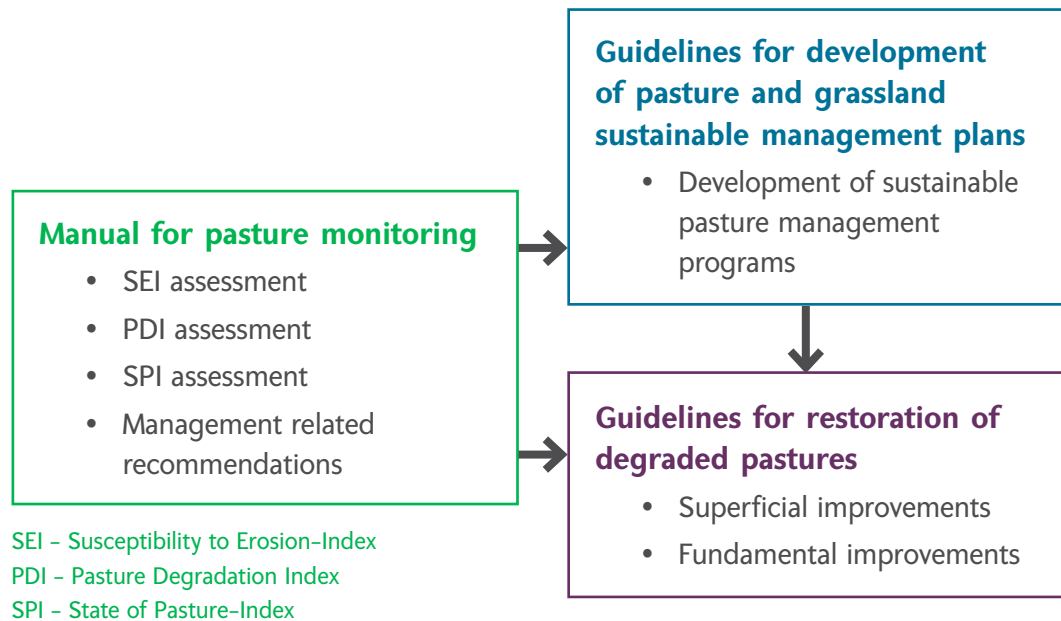 Guidelines for development
of pasture and grassland
sustainable management plans
• Development of sustainable
pasture management
programs
Manual for pasture monitoring
• SEI assessment
• PDI assessment
• SPI assessment
• Management related
recommendations
Guidelines for restoration of
degraded pastures
• Superficial improvements
• Fundamental improvements
SEI – Susceptibility to Erosion–Index
PDI – Pasture Degradation Index
SPI – State of Pasture–Index